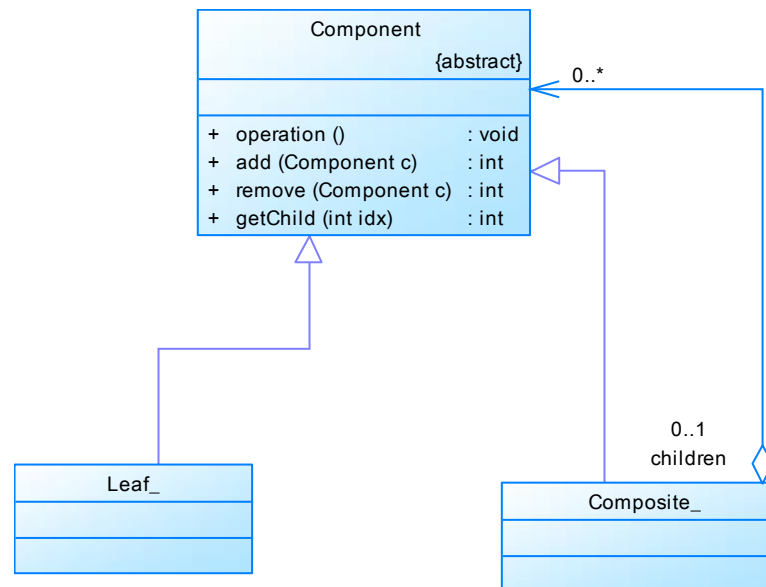 Component
{abstract}
0..*
+ operation () : void
+ add (Component c) : int
+ remove (Component c) : int
+ getChild (int idx) : int
0..1
children
Leaf_
Composite_